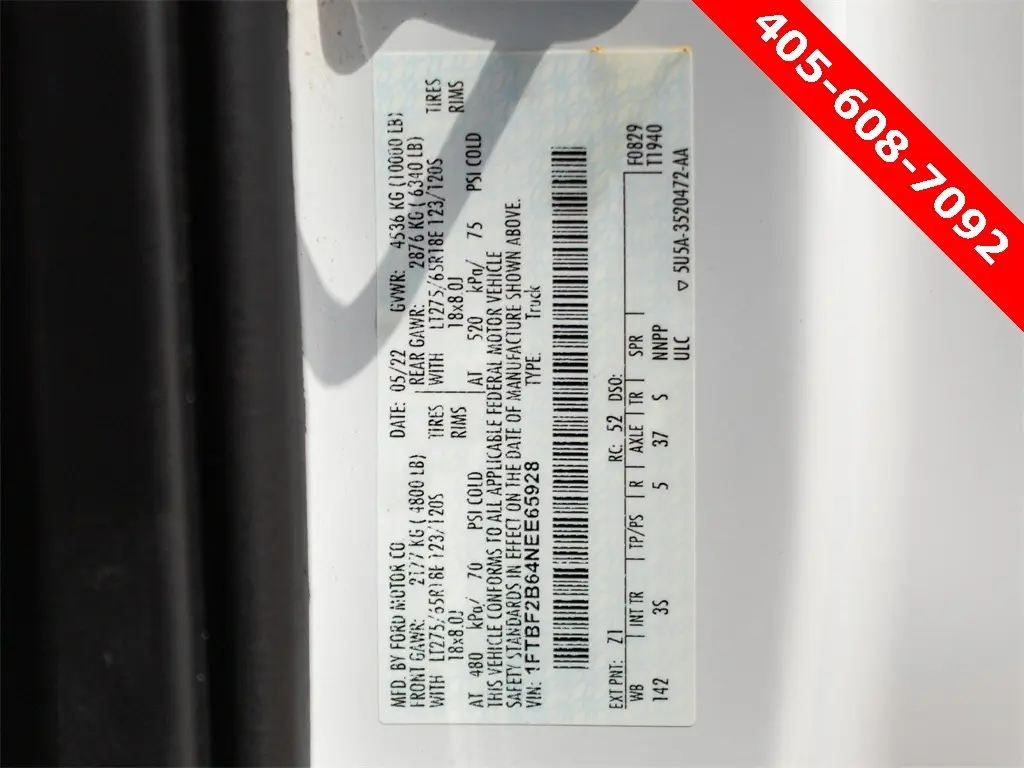 405-608-7092
MFD. BY FORD MOTOR CO. DATE: 05/22 GVWR: 4536 KG (10000 LB)
FRONT GAWR: 2177 KG ( 4800 LB) REAR GAWR: 2876 KG ( 6340 LB)
WITH LT275/65R18E 123/120S TIRES WITH LT275/65R18E 123/120S TIRES
18x8.0J RIMS 18x8.0J RIMS
AT 480 kPa/ 70 PSI COLD AT 520 kPa/ 75 PSI COLD
THIS VEHICLE CONFORMS TO ALL APPLICABLE FEDERAL MOTOR VEHICLE
SAFETY STANDARDS IN EFFECT ON THE DATE OF MANUFACTURE SHOWN ABOVE.
VIN: 1FTBF2B64NEE65928 TYPE: Truck
EXT PNT: Z1 RC: 52 DSO: F0829
WB INT TR TP/PS R AXLE TR SPR T1940
142 3S 5 37 S NNPP
ULC
▽ 5U5A-3520472-AA